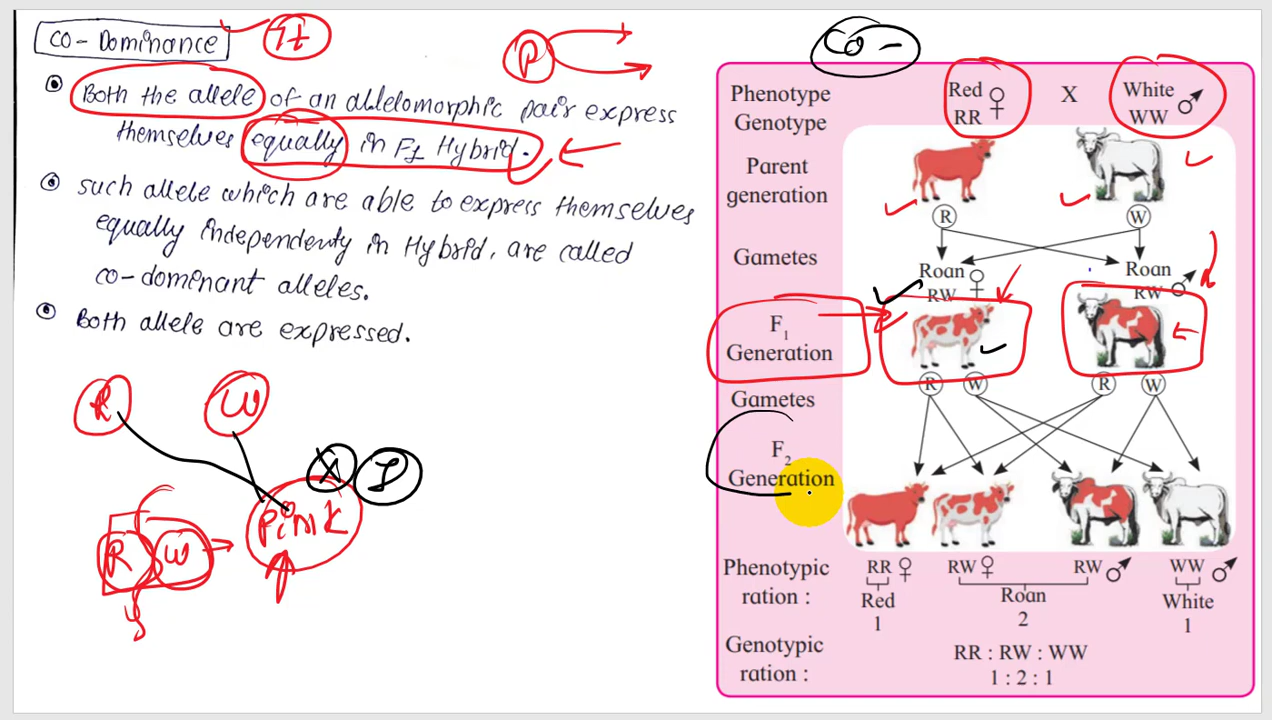 CO-Dominance
It
P
Both the allele of an allelomorphic pair express
themselves equally in F1 Hybrid.
such allele which are able to express themselves
equally independenty in Hybrid, are called
co-dominant alleles.
Both allele are expressed.
R W
X I
Pink
R W
Co-
Phenotype Red ♀ X White ♂
Genotype RR WW
Parent
generation
R W
Gametes
Roan ♀ Roan ♂
RW RW
F1
Generation
R W R W
Gametes
F2
Generation
Phenotypic RR ♀ RW ♀ RW ♂ WW ♂
ration : Red Roan White
1 2 1
Genotypic RR : RW : WW
ration : 1 : 2 : 1